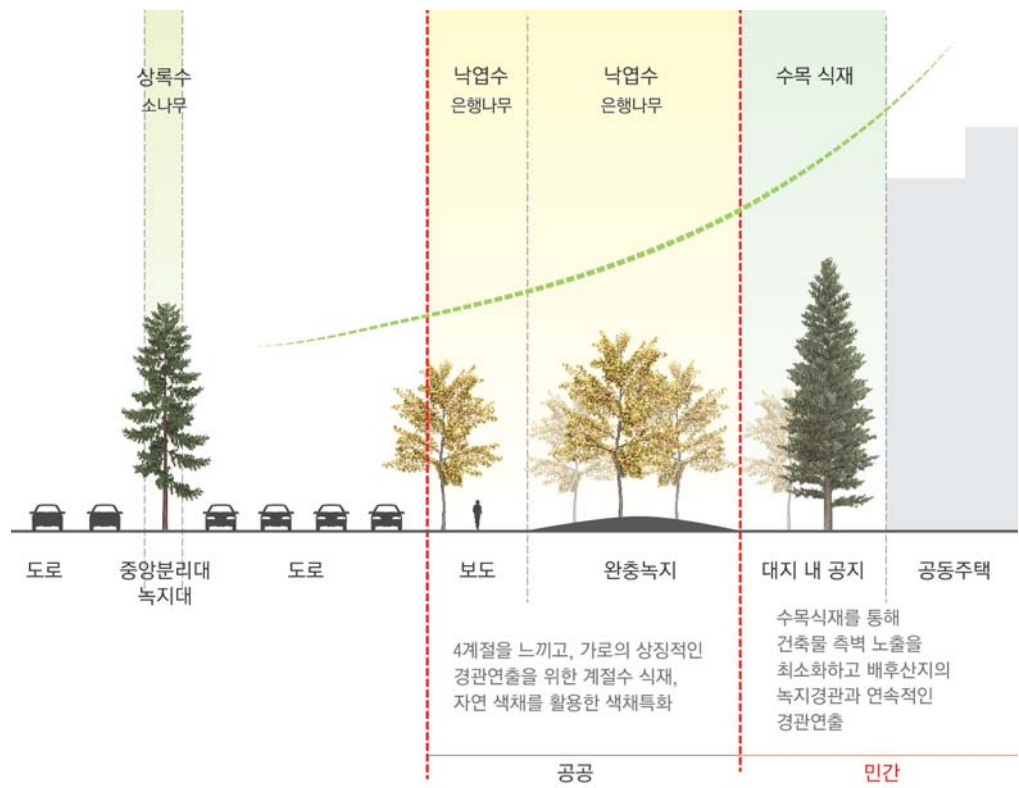 상록수
소나무
낙엽수
은행나무
낙엽수
은행나무
수목 식재
도로
중앙분리대
녹지대
도로
보도
완충녹지
대지 내 공지
공동주택
4계절을 느끼고, 가로의 상징적인
경관연출을 위한 계절수 식재,
자연 색채를 활용한 색채특화
수목식재를 통해
건축물 측벽 노출을
최소화하고 배후산지의
녹지경관과 연속적인
경관연출
공공
민간